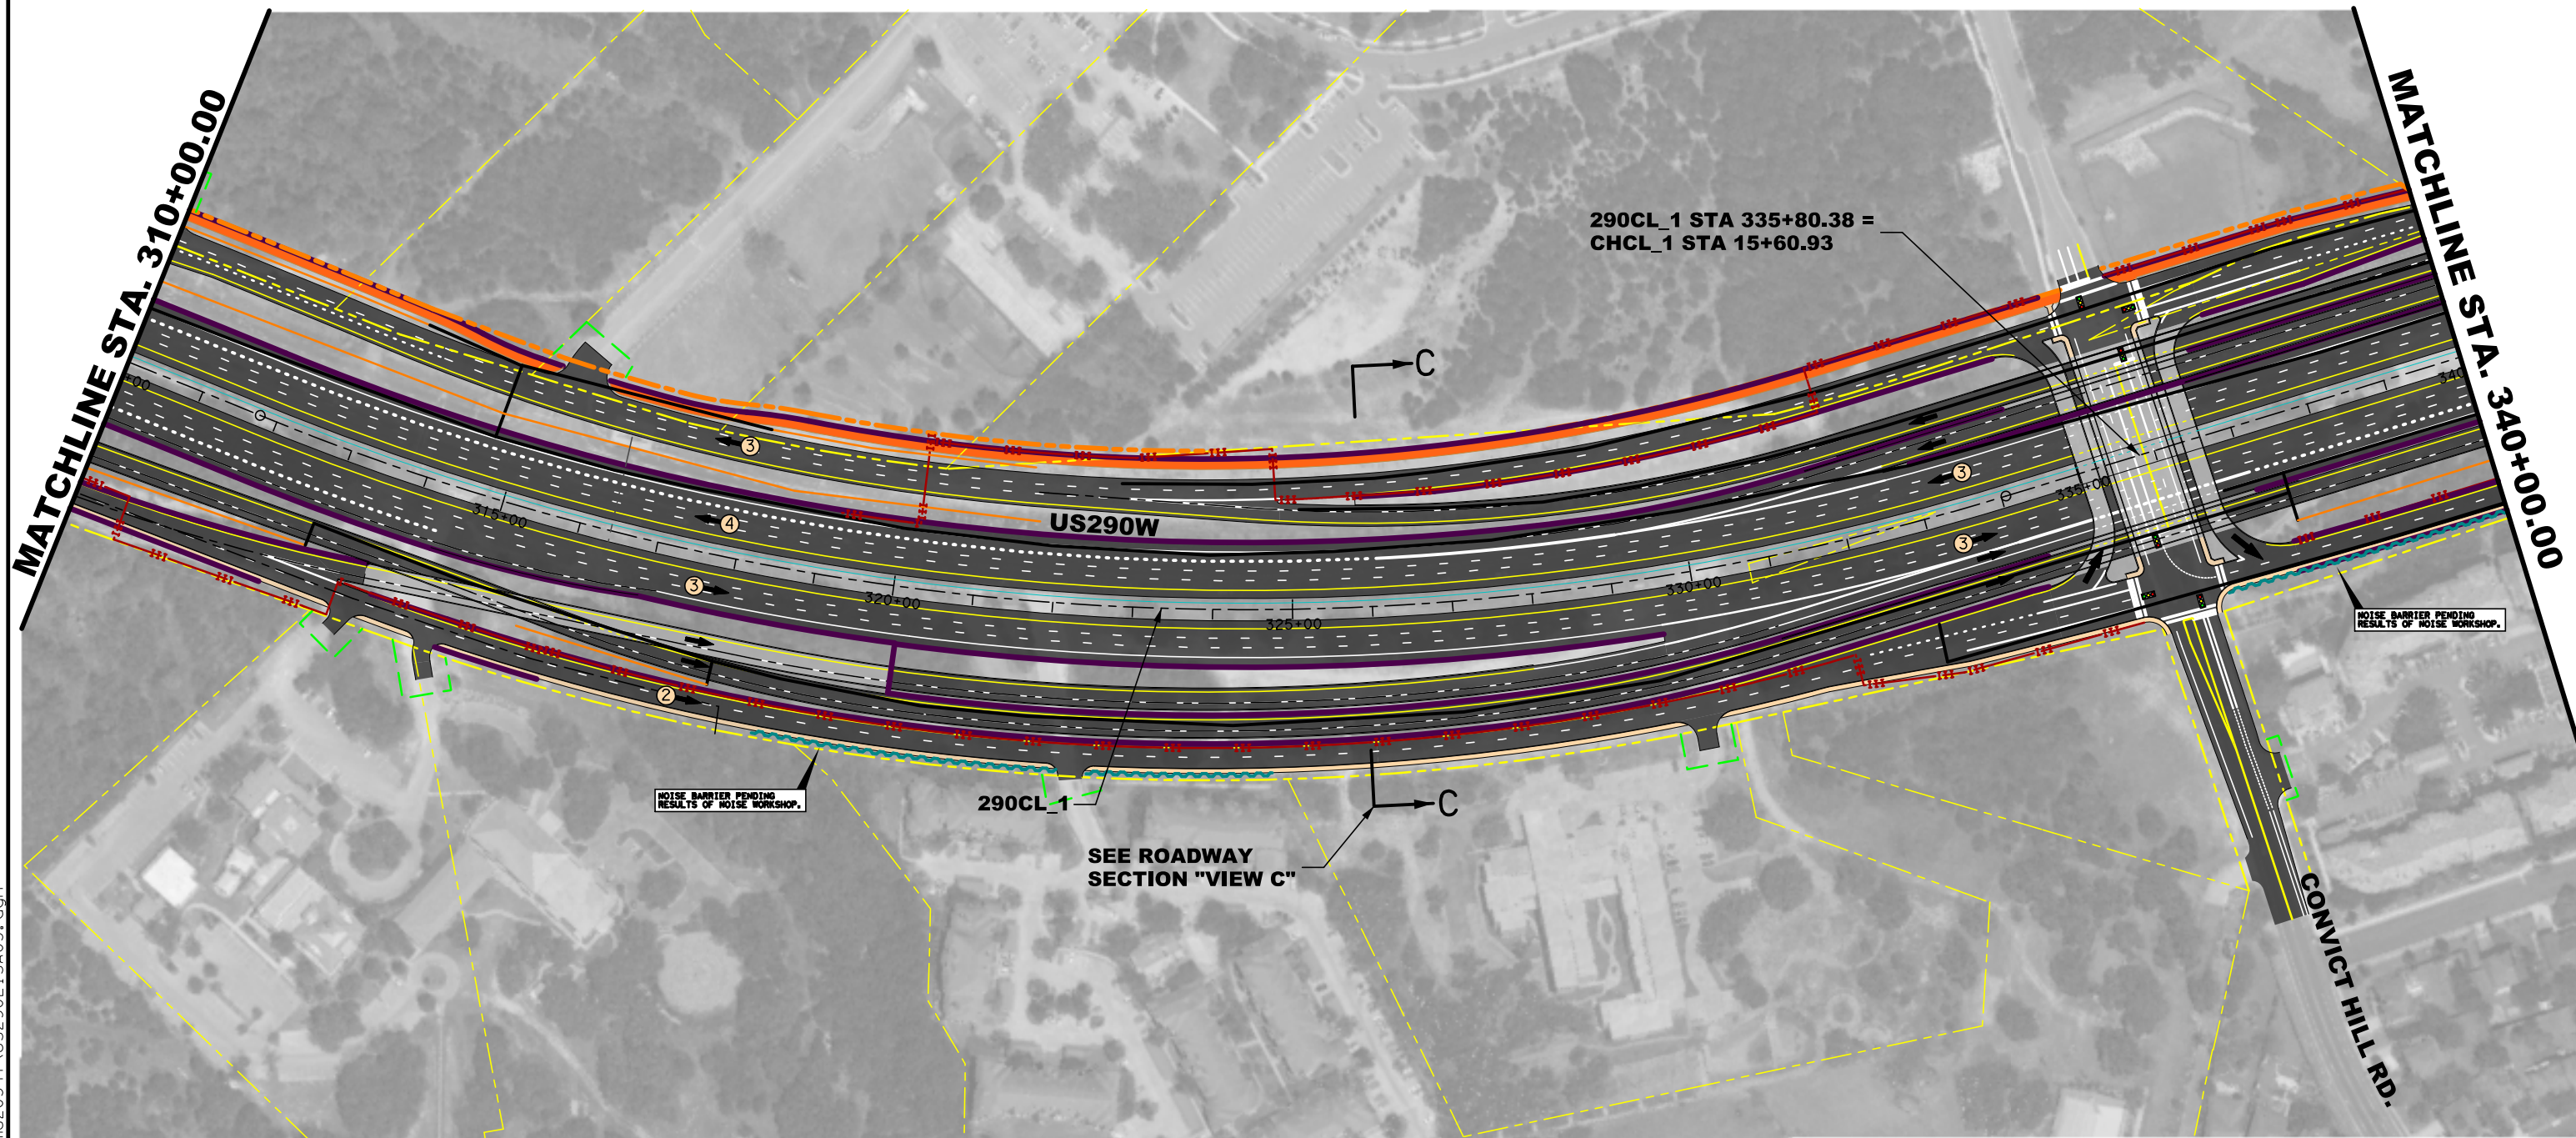 MATCHLINE STA. 310+00.00
MATCHLINE STA. 340+00.00
290CL_1 STA 335+80.38 =
CHCL_1 STA 15+60.93
C
3
3
4
US290W
335+00
340
+00
315+00
3
3
320+00
330+00
325+00
2
NOISE BARRIER PENDING
RESULTS OF NOISE WORKSHOP.
NOISE BARRIER PENDING
RESULTS OF NOISE WORKSHOP.
290CL_1
C
SEE ROADWAY
SECTION "VIEW C"
CONVICT HILL RD.